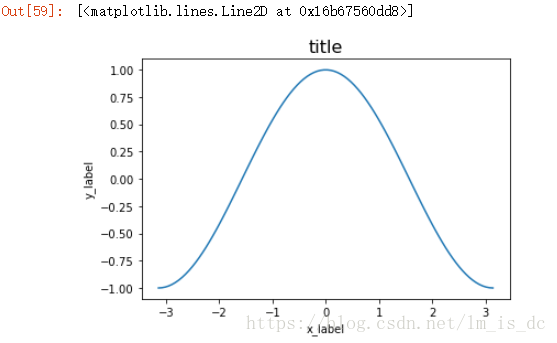 Out[59]: [<matplotlib.lines.Line2D at 0x16b67560dd8>]
title
1.00
0.75
0.50
0.25
0.00
−0.25
−0.50
−0.75
−1.00
y_label
−3 −2 −1 0 1 2 3
x_label
https://blog.csdn.net/lm_is_dc